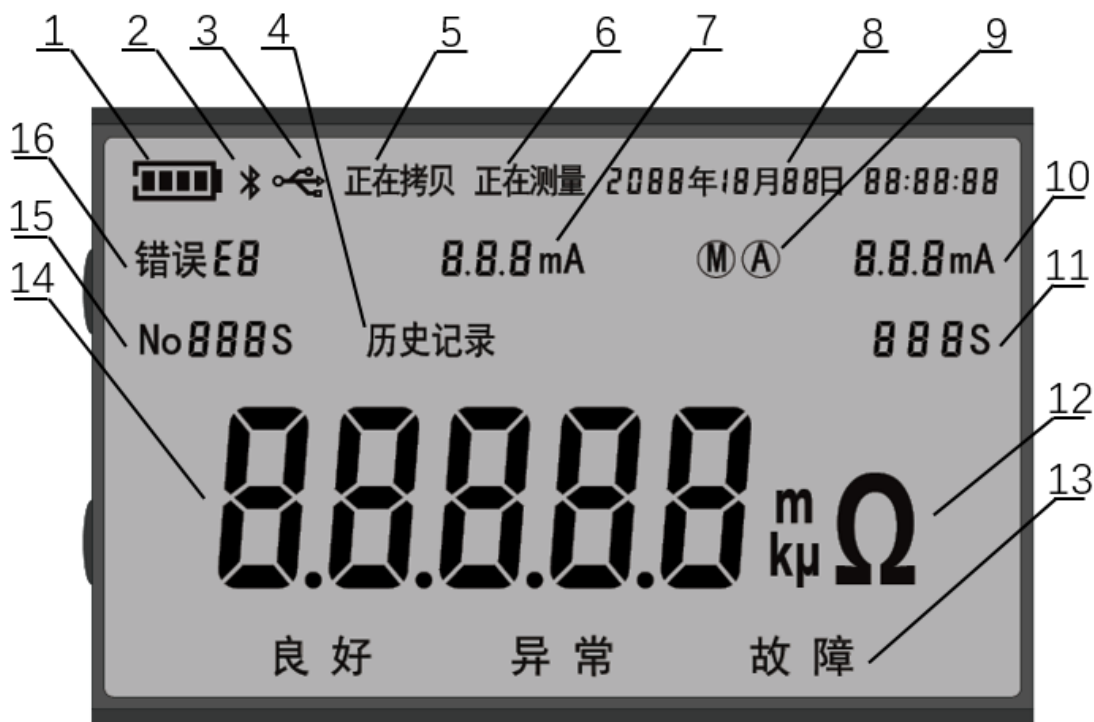 1 2 3 4 5 6 7 8 9
16 正在拷贝 正在测量 2088年18月88日 88:88:88 10
15 错误E8 8.8.8mA Ⓜ Ⓐ 8.8.8mA 11
14 No888S 历史记录 888S
8.8.8.8.8 m kμ Ω 12
13
良好 异常 故障